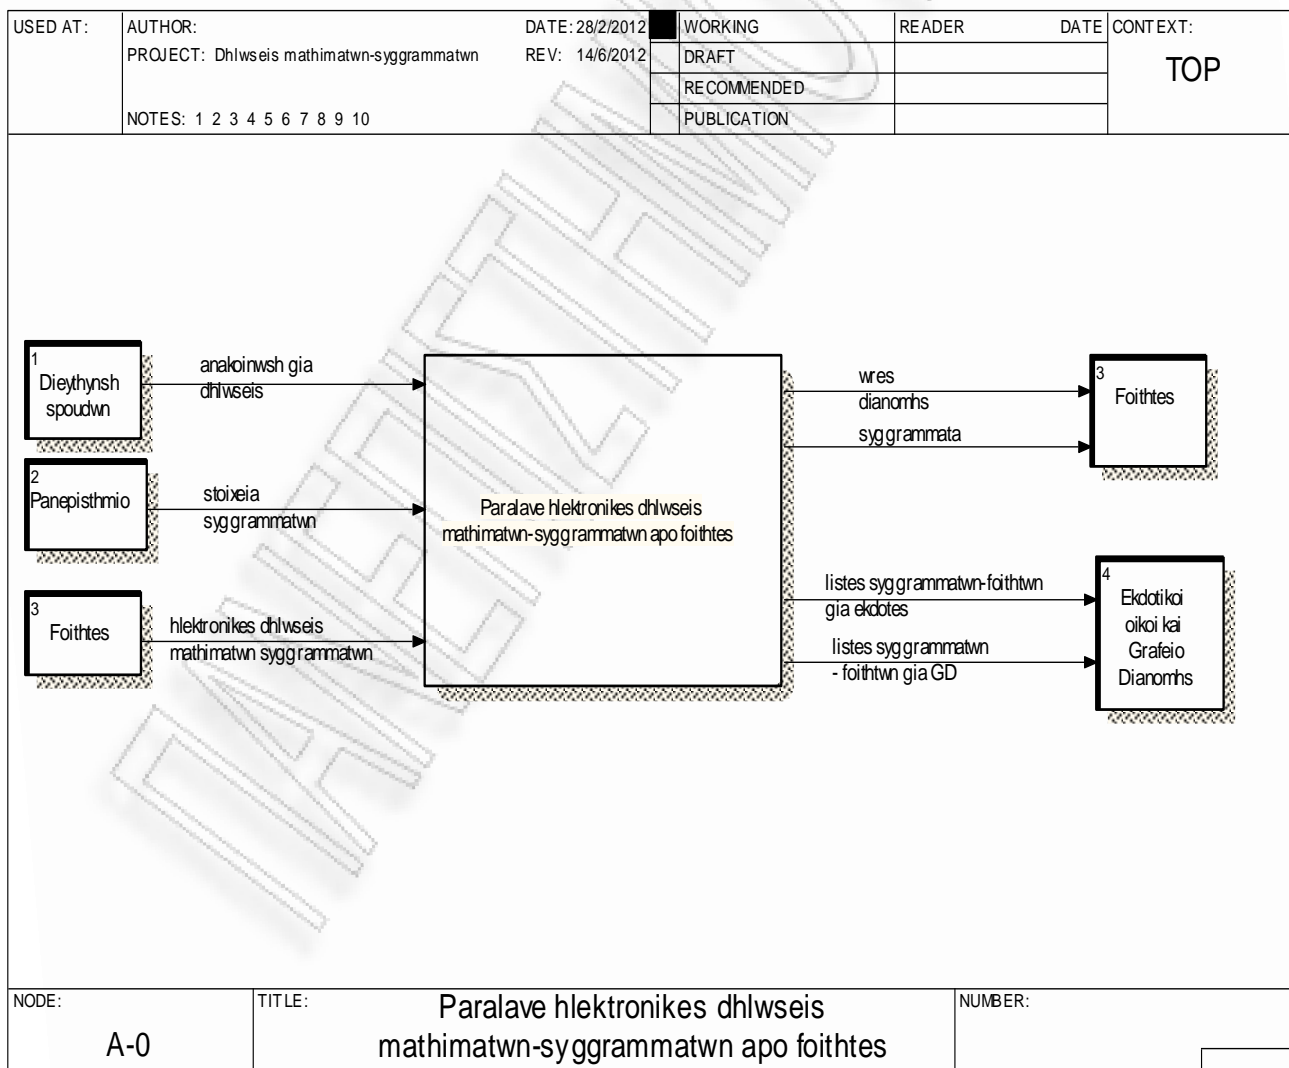 USED AT: AUTHOR: DATE: 28/2/2012 WORKING READER DATE CONTEXT:
PROJECT: Dhlwseis mathimatwn-syggrammatwn REV: 14/6/2012 DRAFT
TOP
RECOMMENDED
NOTES: 1 2 3 4 5 6 7 8 9 10 PUBLICATION
1
Dieythynsh
spoudwn
anakoinwsh gia
dhlwseis
2
Panepisthmio
stoixeia
syggrammatwn
3
Foithtes
hlektronikes dhlwseis
mathimatwn syggrammatwn
Paralave hlektronikes dhlwseis
mathimatwn-syggrammatwn apo foithtes
wres
dianomhs
syggrammata
3
Foithtes
listes syggrammatwn-foithtwn
gia ekdotes
listes syggrammatwn
- foithtwn gia GD
4
Ekdotikoi
oikoi kai
Grafeio
Dianomhs
NODE: TITLE: Paralave hlektronikes dhlwseis NUMBER:
A-0 mathimatwn-syggrammatwn apo foithtes